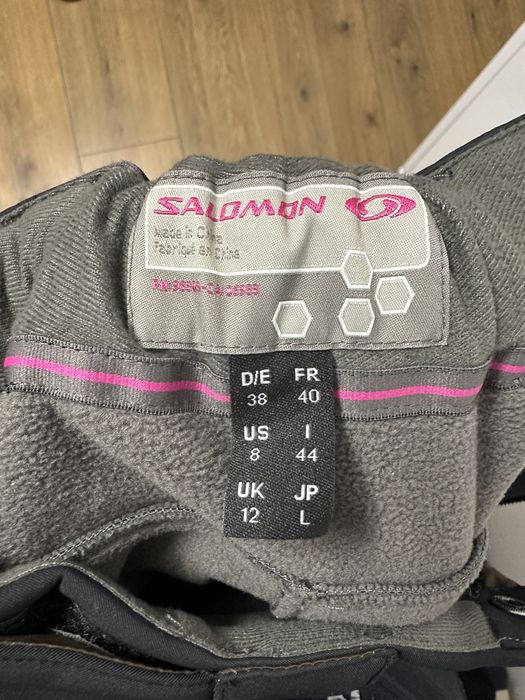 SALOMON
Made in China
Fabriqué en Chine
D/E FR
38 40
US I
8 44
UK JP
12 L